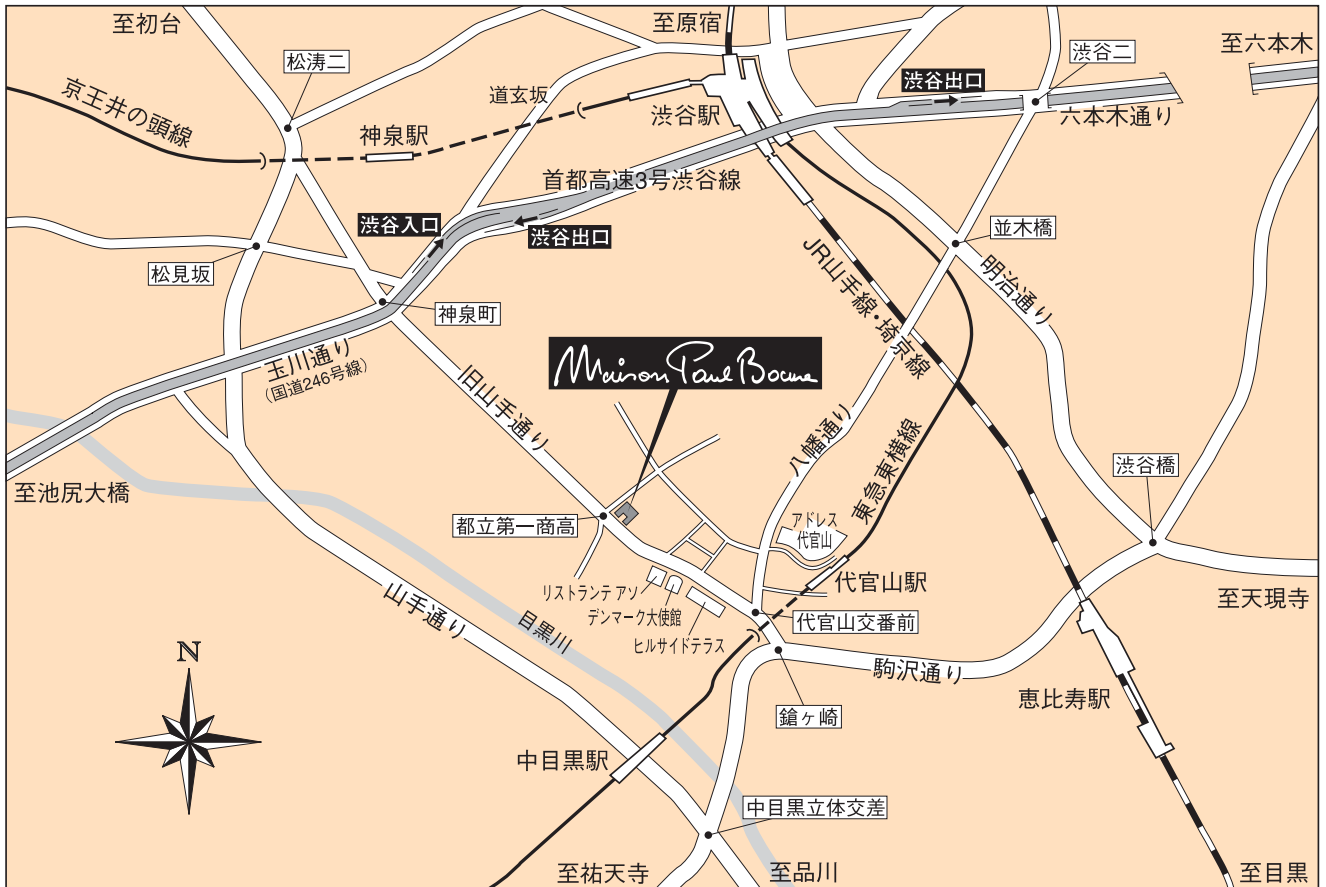 至初台
至原宿
至六本木
松涛二
渋谷二
京王井の頭線
道玄坂
渋谷出口
神泉駅
渋谷駅
六本木通り
首都高速3号渋谷線
渋谷入口
渋谷出口
並木橋
松見坂
JR山手線・埼京線
明治通り
神泉町
玉川通り
(国道246号線)
Maison Paul Bocuse
旧山手通り
八幡通り
東急東横線
渋谷橋
至池尻大橋
都立第一商高
アドレス
代官山
代官山駅
リストランテ アソ
デンマーク大使館
ヒルサイドテラス
代官山交番前
至天現寺
山手通り
目黒川
N
駒沢通り
恵比寿駅
鎗ヶ崎
中目黒駅
中目黒立体交差
至祐天寺
至品川
至目黒